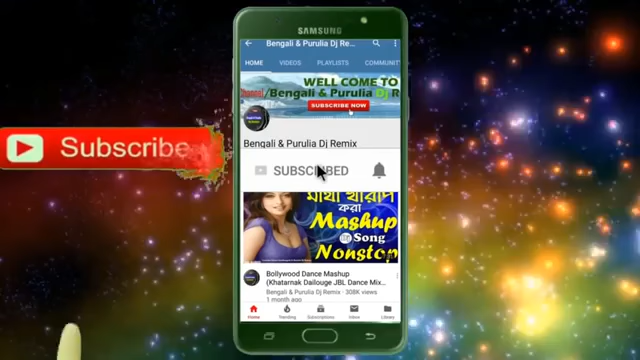 SAMSUNG
Bengali & Purulia Dj Re...
HOME VIDEOS PLAYLISTS COMMUNIT
WELL COME TO
/Bengali & Purulia Dj R
SUBSCRIBE NOW
Bengali & Purulia Dj Remix
Subscribe
SUBSCRIBED
মাথা খারাপ
করা
Mashup
Song
Nonstop
Bollywood Dance Mashup
(Khatarnak Dailouge JBL Dance Mix...
Bengali & Purulia Dj Remix · 308K views
1 month ago
Home Trending Subscriptions Inbox Library